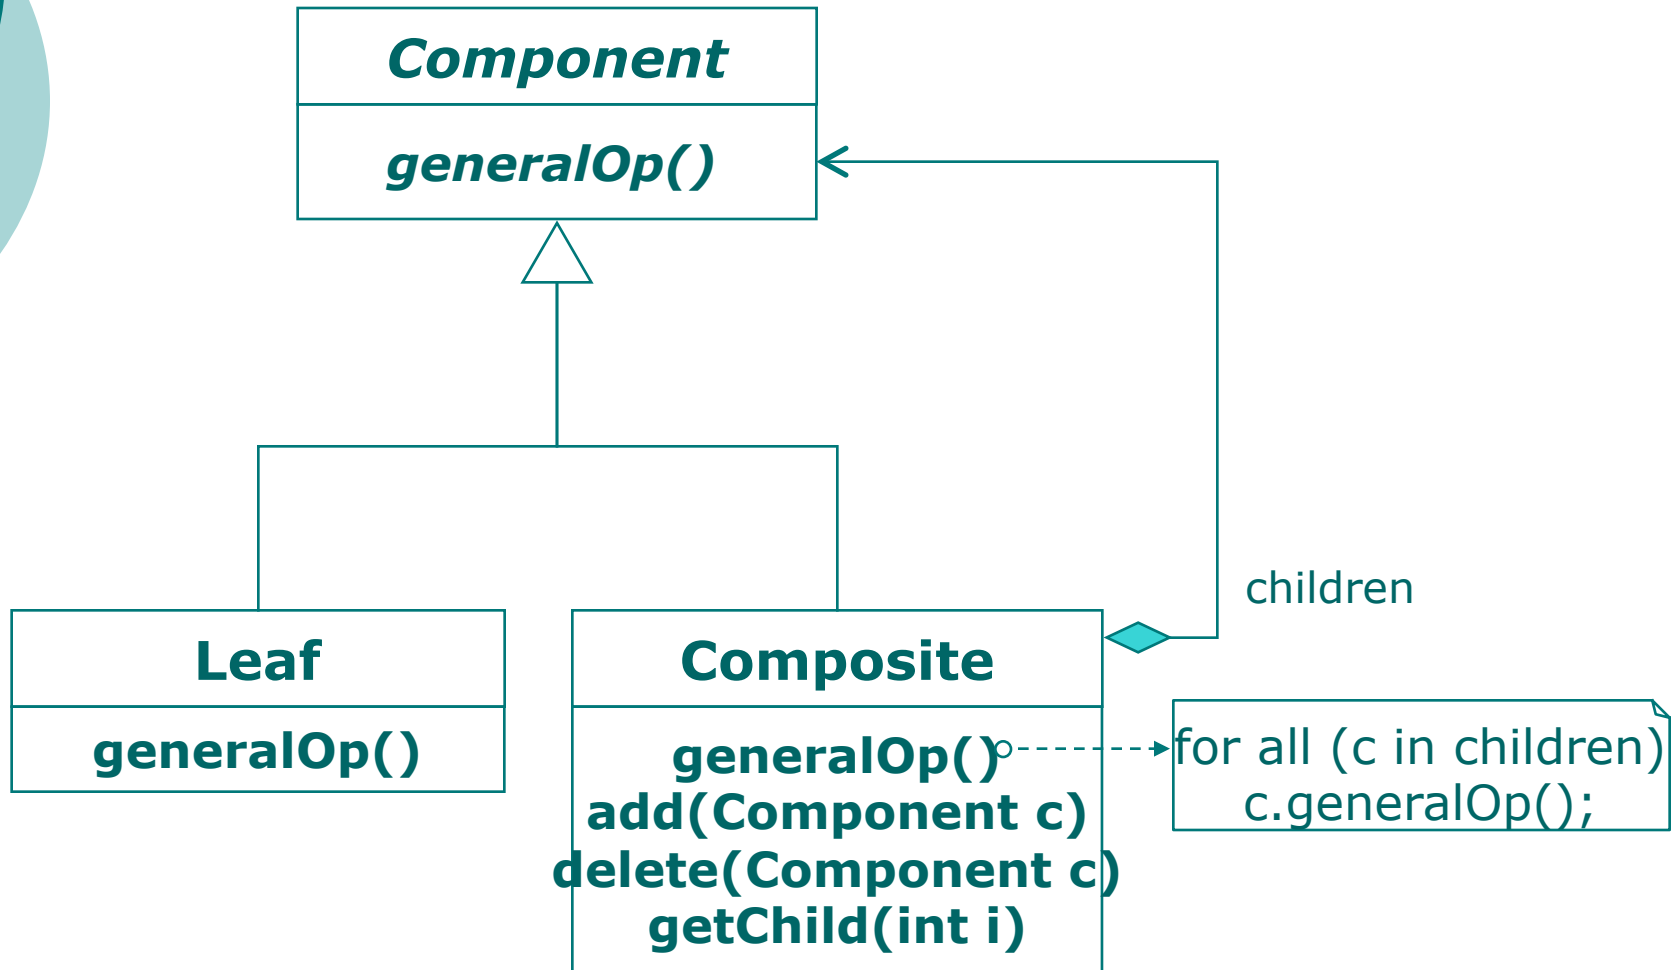 Component
generalOp()
children
Leaf
generalOp()
Composite
generalOp()
add(Component c)
delete(Component c)
getChild(int i)
for all (c in children)
c.generalOp();